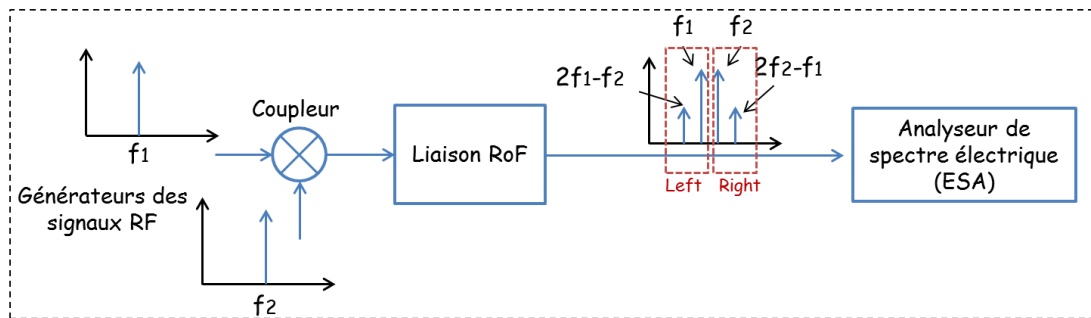 f1
Générateurs des
signaux RF
f2
Coupleur
Liaison RoF
f1
f2
2f1-f2
2f2-f1
Left
Right
Analyseur de
spectre électrique
(ESA)